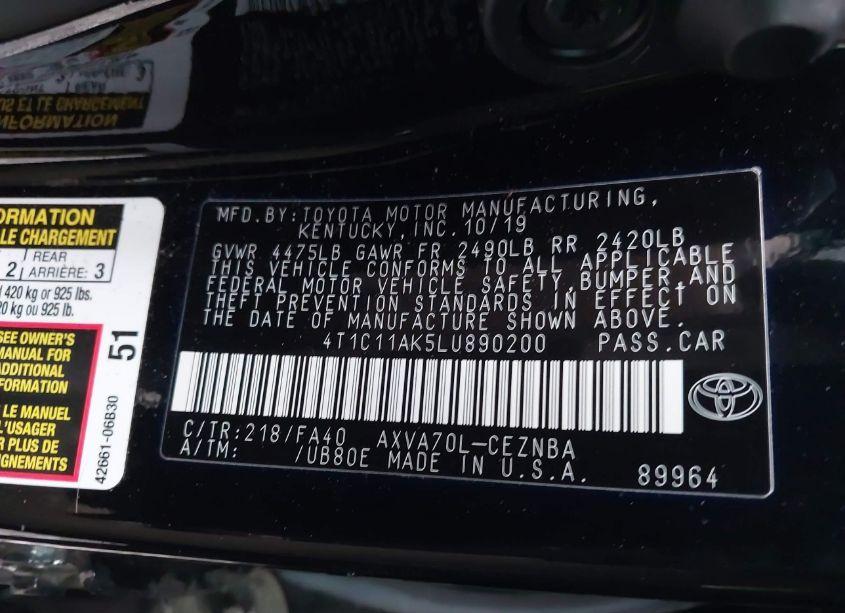 MFD.BY:TOYOTA MOTOR MANUFACTURING,
KENTUCKY,INC.10/19
GVWR 4475LB GAWR FR 2490LB RR 2420LB
THIS VEHICLE CONFORMS TO ALL APPLICABLE
FEDERAL MOTOR VEHICLE SAFETY,BUMPER,AND
THEFT PREVENTION STANDARDS IN EFFECT ON
THE DATE OF MANUFACTURE SHOWN ABOVE.
4T1C11AK5LU890200 PASS.CAR
C/TR:218/FA40 AXVA70L-CEZNBA
A/TM: /UB80E MADE IN U.S.A. 89964
LE CHARGEMENT
REAR
2 ARRIÈRE: 3
420 kg or 925 lbs.
kg ou 925 lb.
SEE OWNER'S
MANUAL FOR
ADDITIONAL
LE MANUEL
PLUS DE
51
42661-06B30